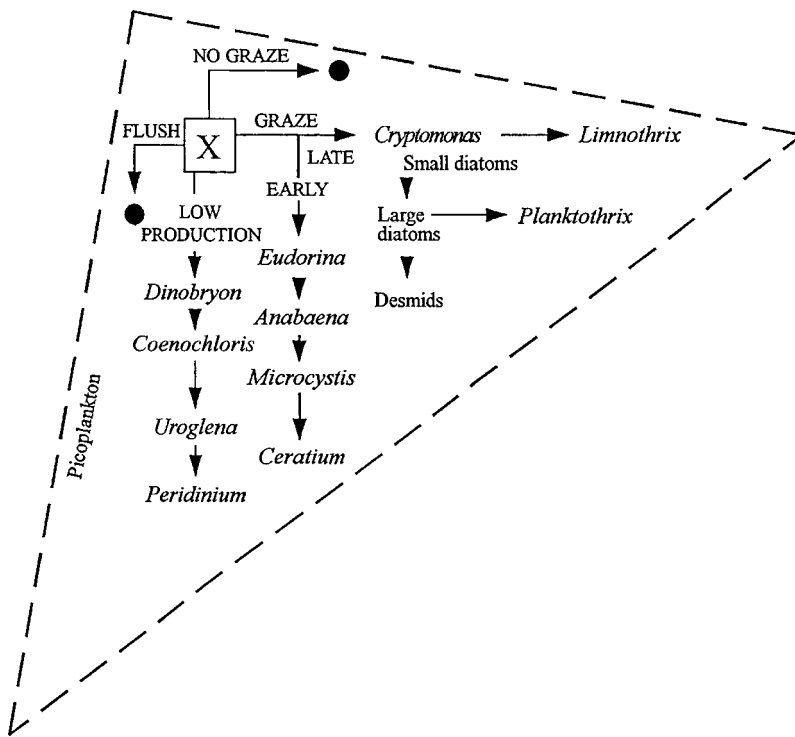 NO GRAZE
FLUSH
X
GRAZE
LATE
EARLY
Cryptomonas
Limnothrix
Small diatoms
LOW
PRODUCTION
Large
diatoms
Planktothrix
Desmids
Eudorina
Dinobryon
Anabaena
Coenochloris
Microcystis
Uroglena
Ceratium
Peridinium
Picoplankton